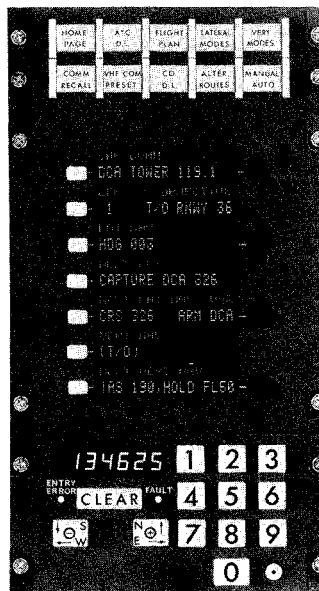 HOME PAGE
ATC D.L.
FLIGHT PLAN
LATERAL MODES
VERT MODES
COMM RECALL
VHF COM PRESET
CO D.L.
ALTER. ROUTES
MANUAL AUTO
DCA TOWER 119.1 -
1 T/O RNWY 36
HDG 003 -
CAPTURE DCA 326
CRS 326 ARM DCA -
(T/O)
IAS 190,HOLD FL50 -
134625
1 2 3
ENTRY ERROR
CLEAR
FAULT
4 5 6
S W
N E
7 8 9
0